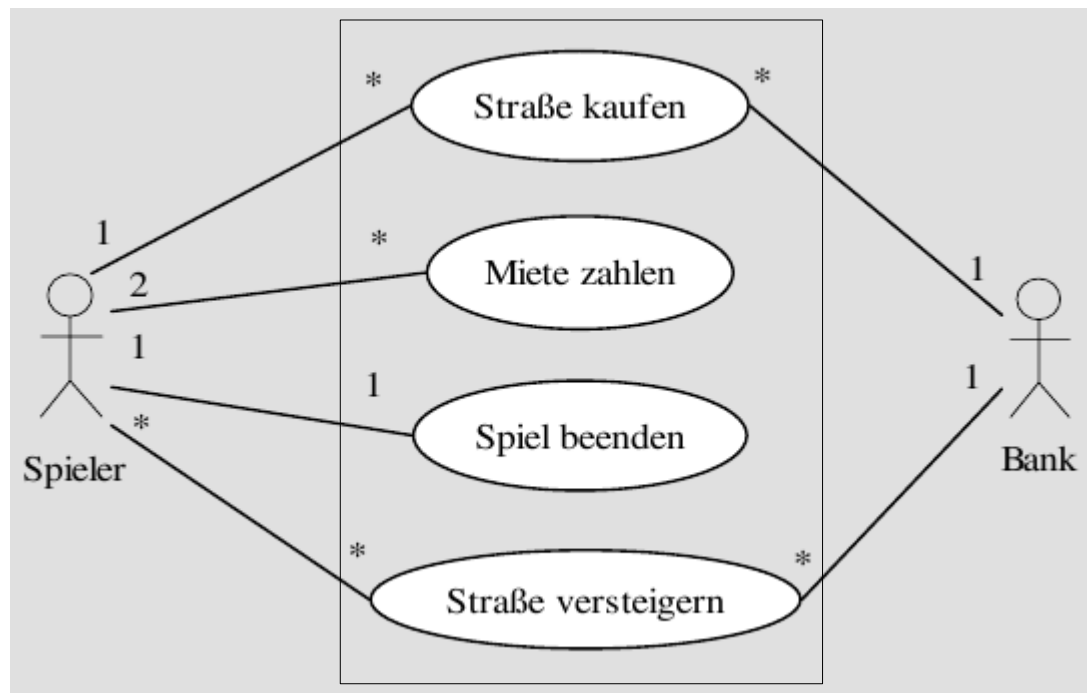 * Straße kaufen *
1
* Miete zahlen
2
1
1
1 Spiel beenden
1
*
Spieler
Bank
* Straße versteigern *